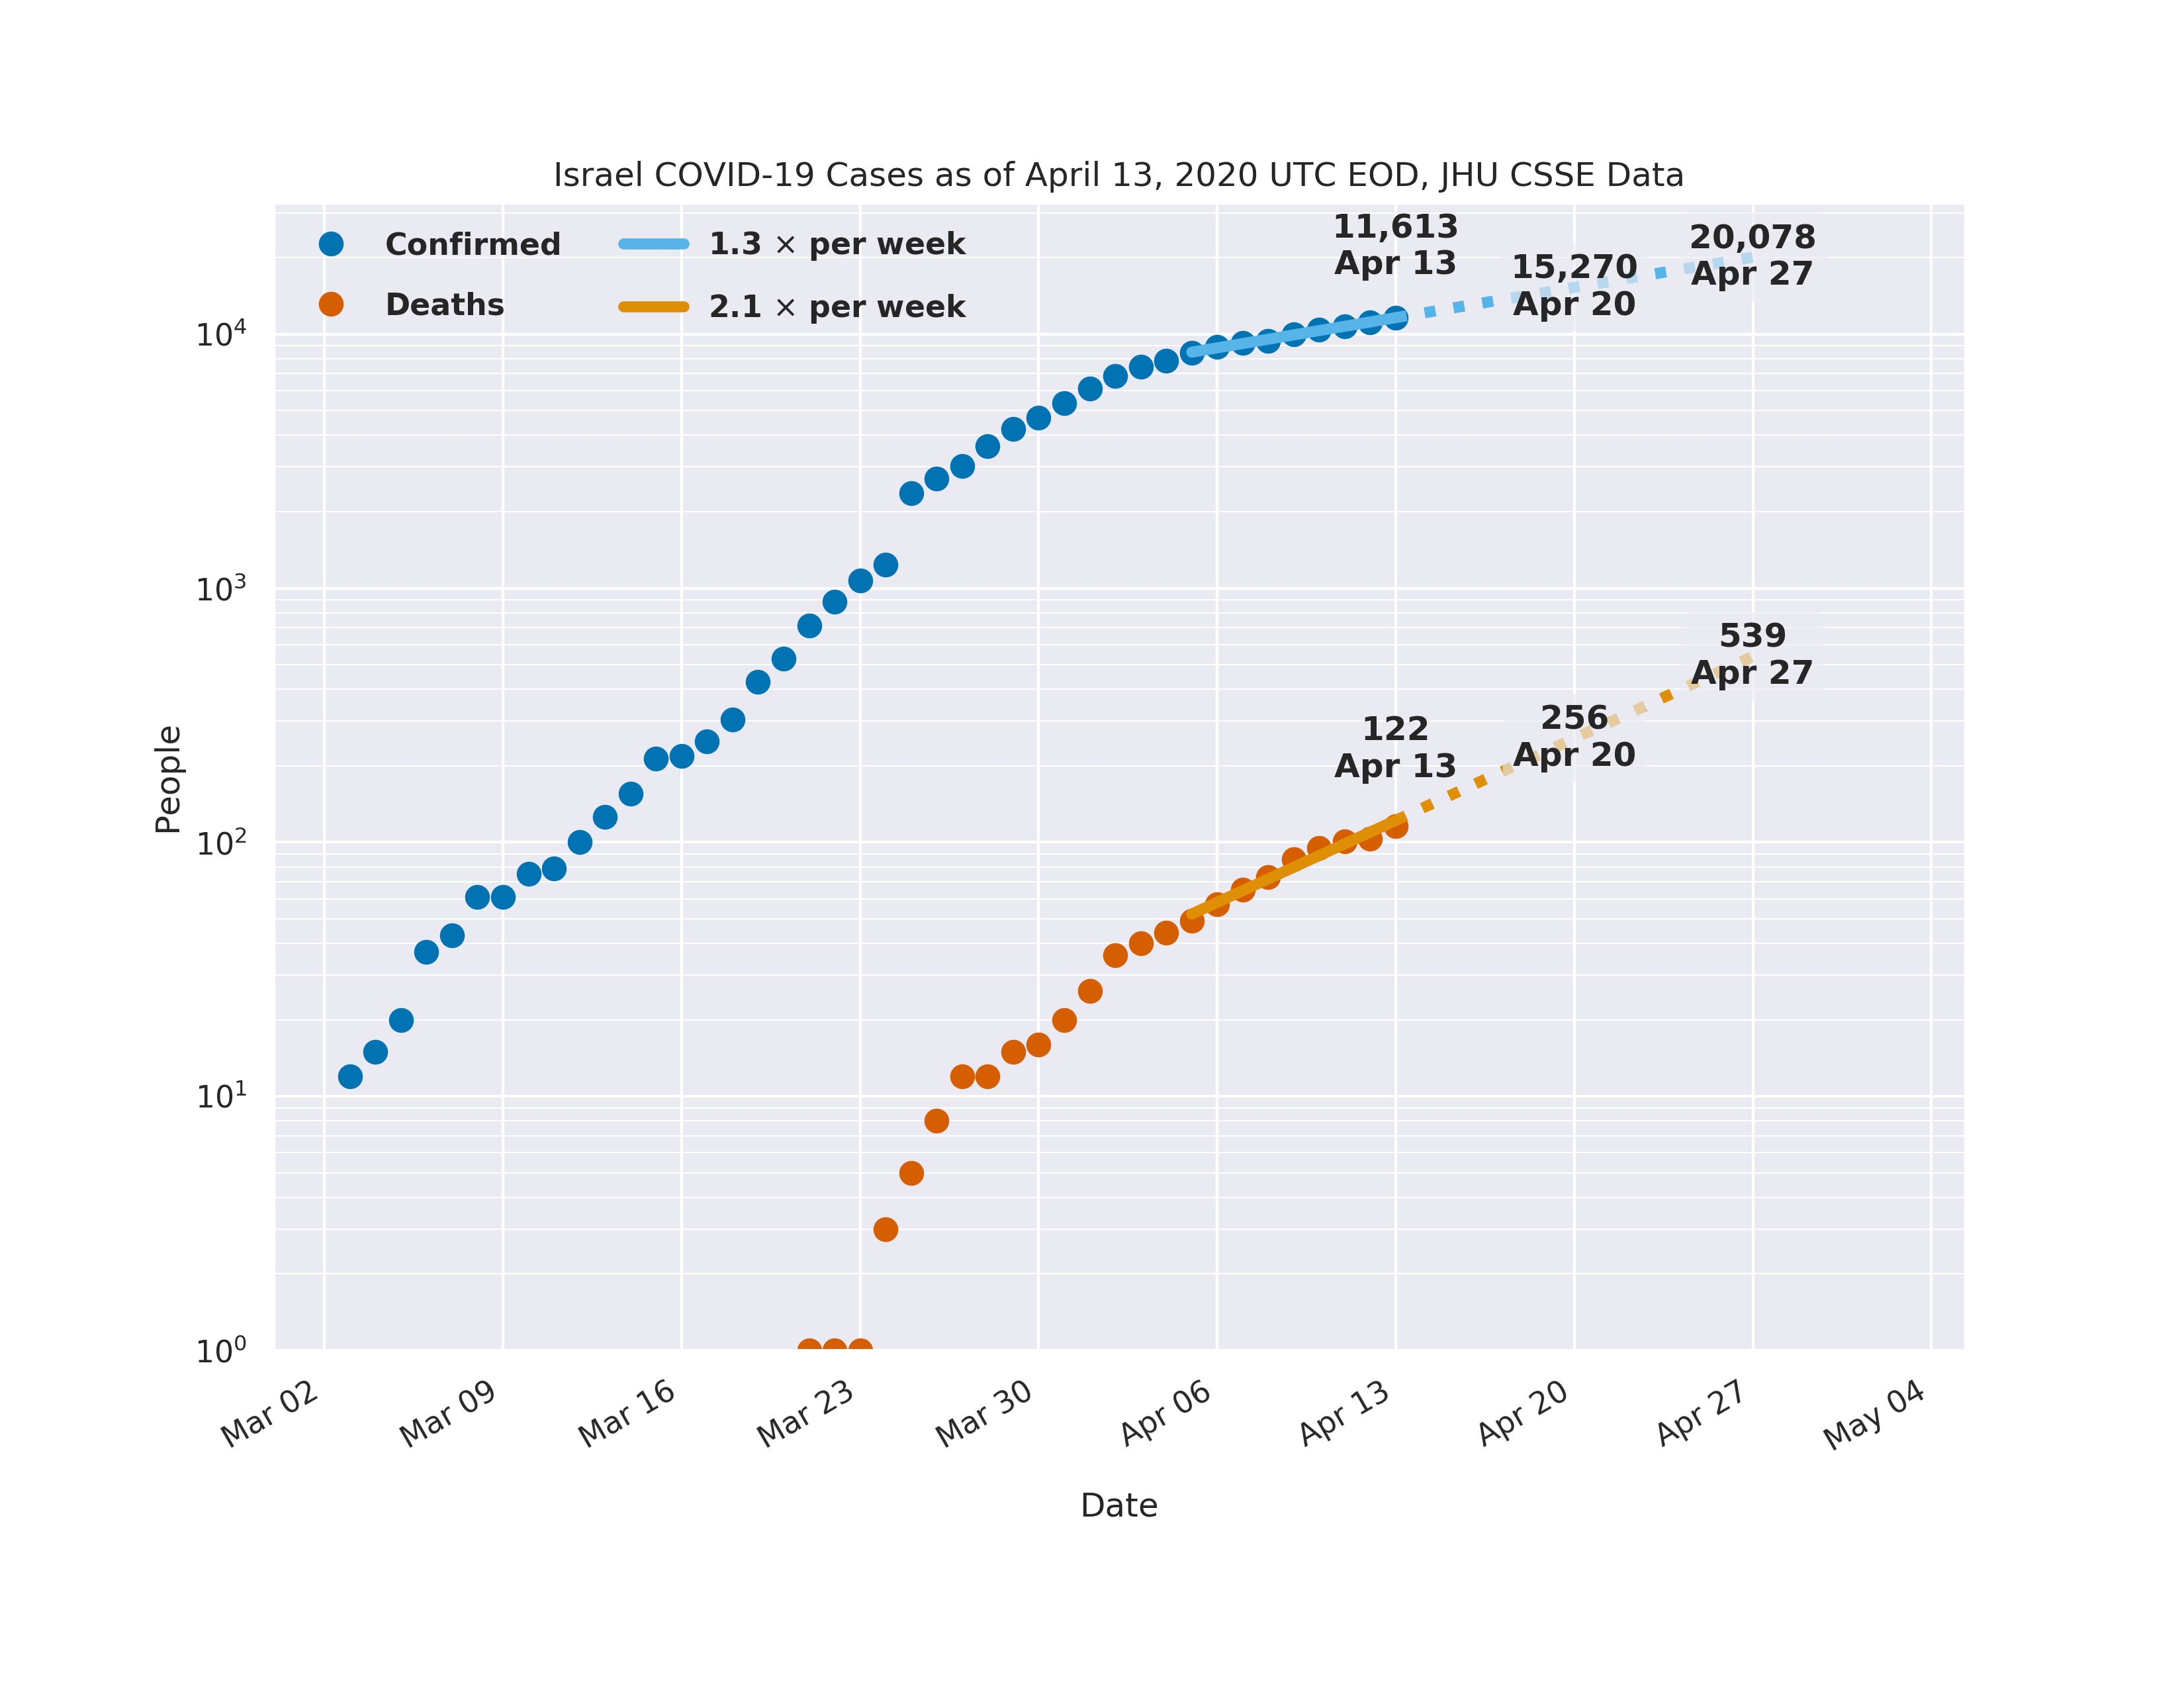 Israel COVID-19 Cases as of April 13, 2020 UTC EOD, JHU CSSE Data
Confirmed
Deaths
1.3 × per week
2.1 × per week
11,613
Apr 13
15,270
Apr 20
20,078
Apr 27
122
Apr 13
256
Apr 20
539
Apr 27
People
10⁴
10³
10²
10¹
10⁰
Mar 02
Mar 09
Mar 16
Mar 23
Mar 30
Apr 06
Apr 13
Apr 20
Apr 27
May 04
Date